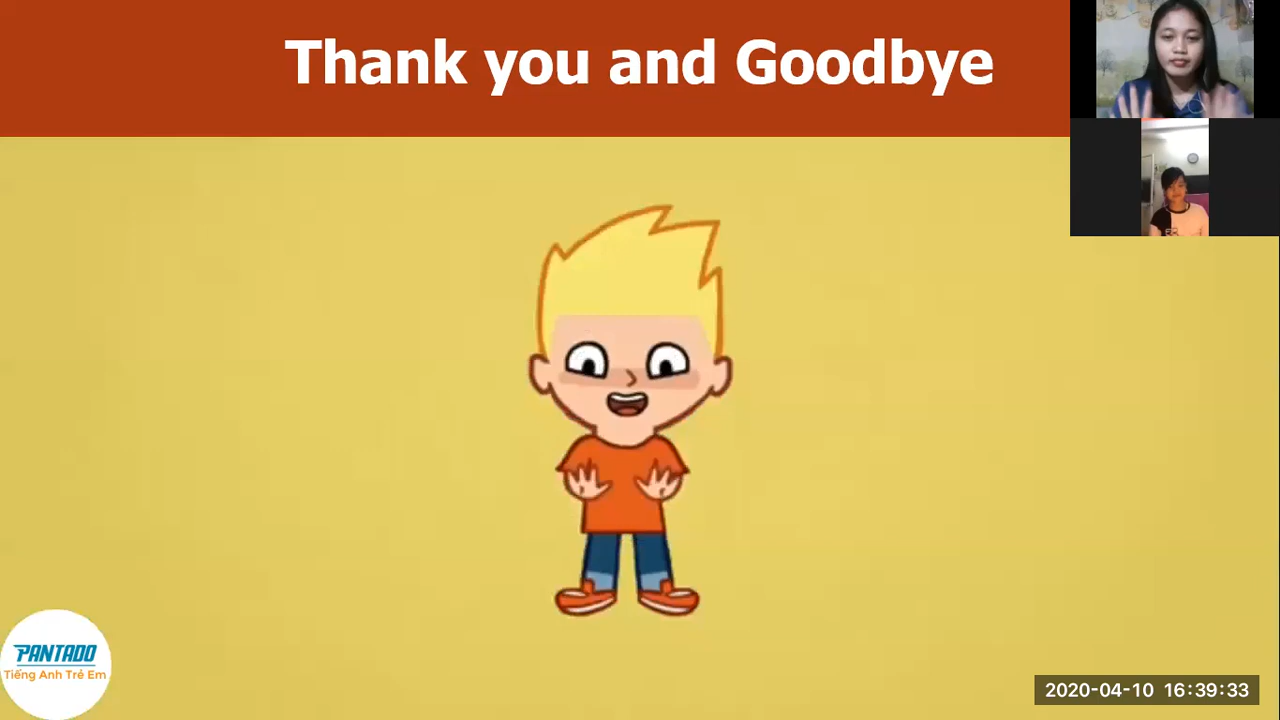 Thank you and Goodbye
PANTADO
Tiếng Anh Trẻ Em
2020-04-10 16:39:33